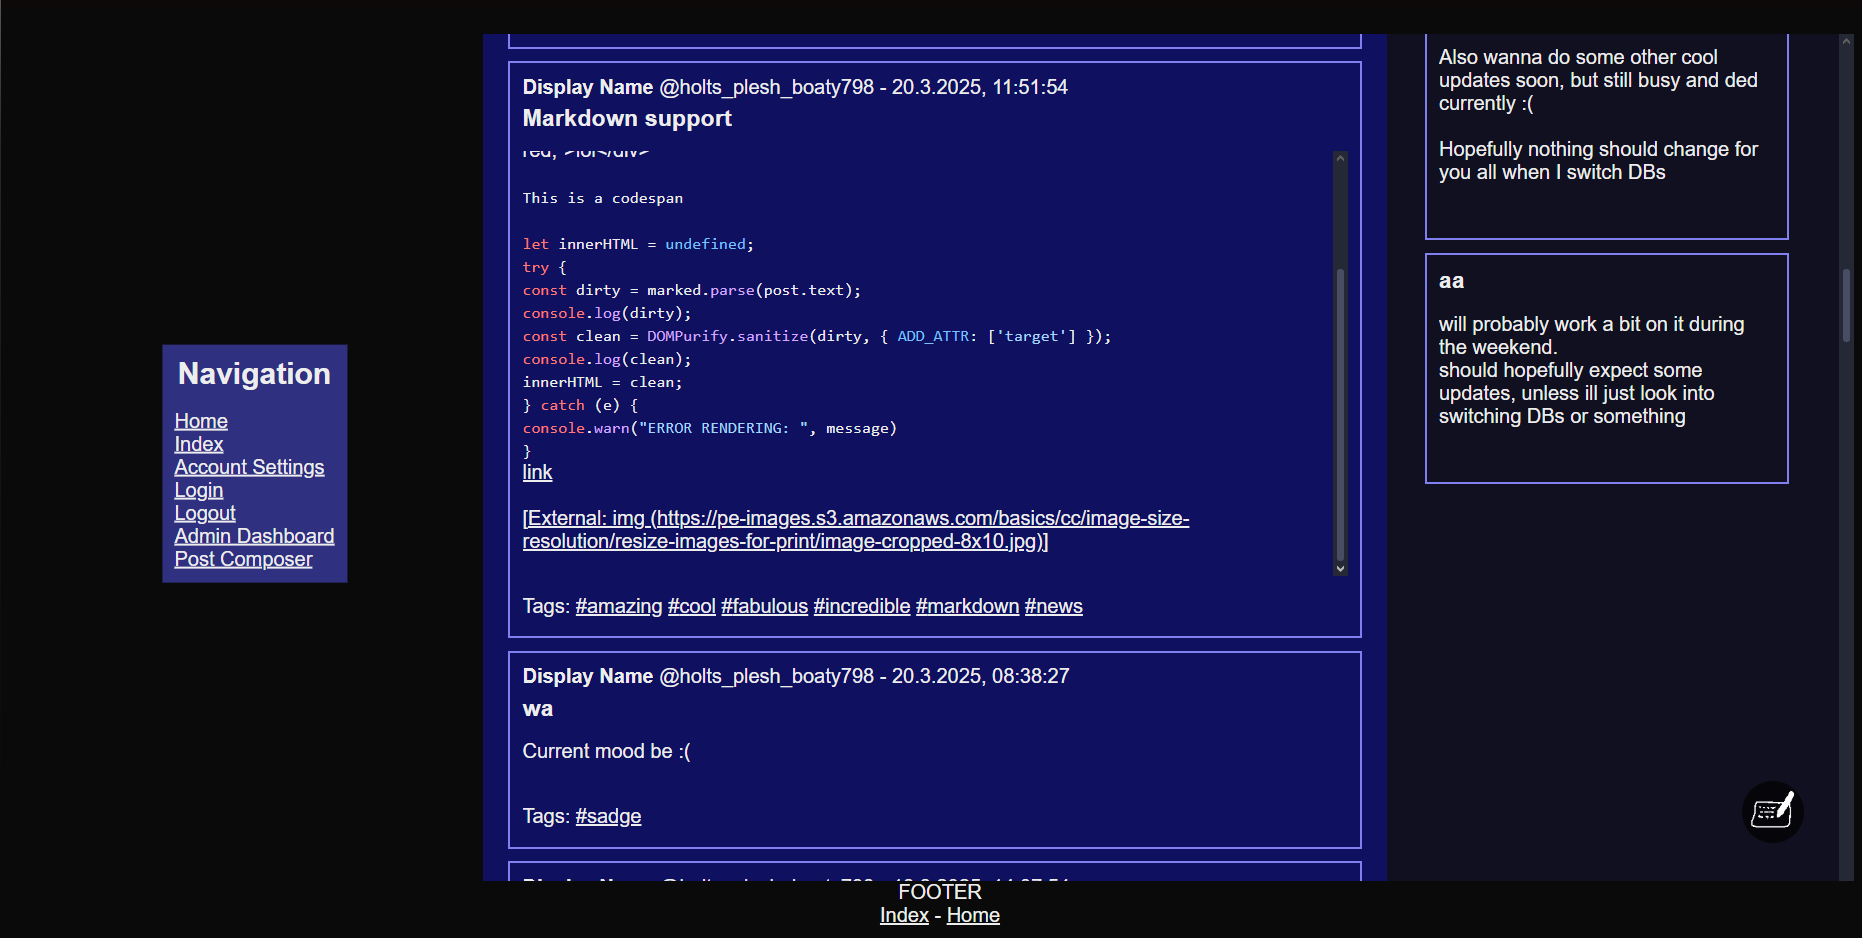 Navigation
Home
Index
Account Settings
Login
Logout
Admin Dashboard
Post Composer
Display Name @holts_plesh_boaty798 - 20.3.2025, 11:51:54
Markdown support
This is a codespan
let innerHTML = undefined;
try {
const dirty = marked.parse(post.text);
console.log(dirty);
const clean = DOMPurify.sanitize(dirty, { ADD_ATTR: ['target'] });
console.log(clean);
innerHTML = clean;
} catch (e) {
console.warn("ERROR RENDERING: ", message)
}
link
[External: img (https://pe-images.s3.amazonaws.com/basics/cc/image-size-
resolution/resize-images-for-print/image-cropped-8x10.jpg)]
Tags: #amazing #cool #fabulous #incredible #markdown #news
Display Name @holts_plesh_boaty798 - 20.3.2025, 08:38:27
wa
Current mood be :(
Tags: #sadge
Also wanna do some other cool
updates soon, but still busy and ded
currently :(
Hopefully nothing should change for
you all when I switch DBs
aa
will probably work a bit on it during
the weekend.
should hopefully expect some
updates, unless ill just look into
switching DBs or something
FOOTER
Index - Home